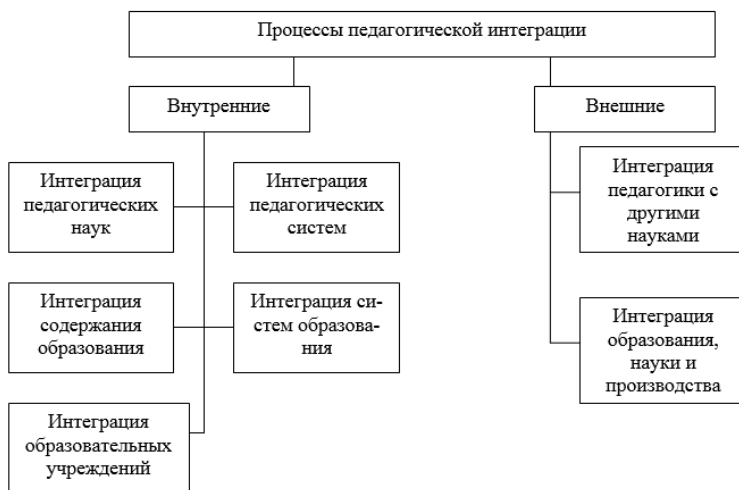 Процессы педагогической интеграции
Внутренние
Внешние
Интеграция
педагогических
наук
Интеграция
педагогических
систем
Интеграция
педагогики с
другими
науками
Интеграция
содержания
образования
Интеграция си-
стем образова-
ния
Интеграция
образования,
науки и
производства
Интеграция
образовательных
учреждений